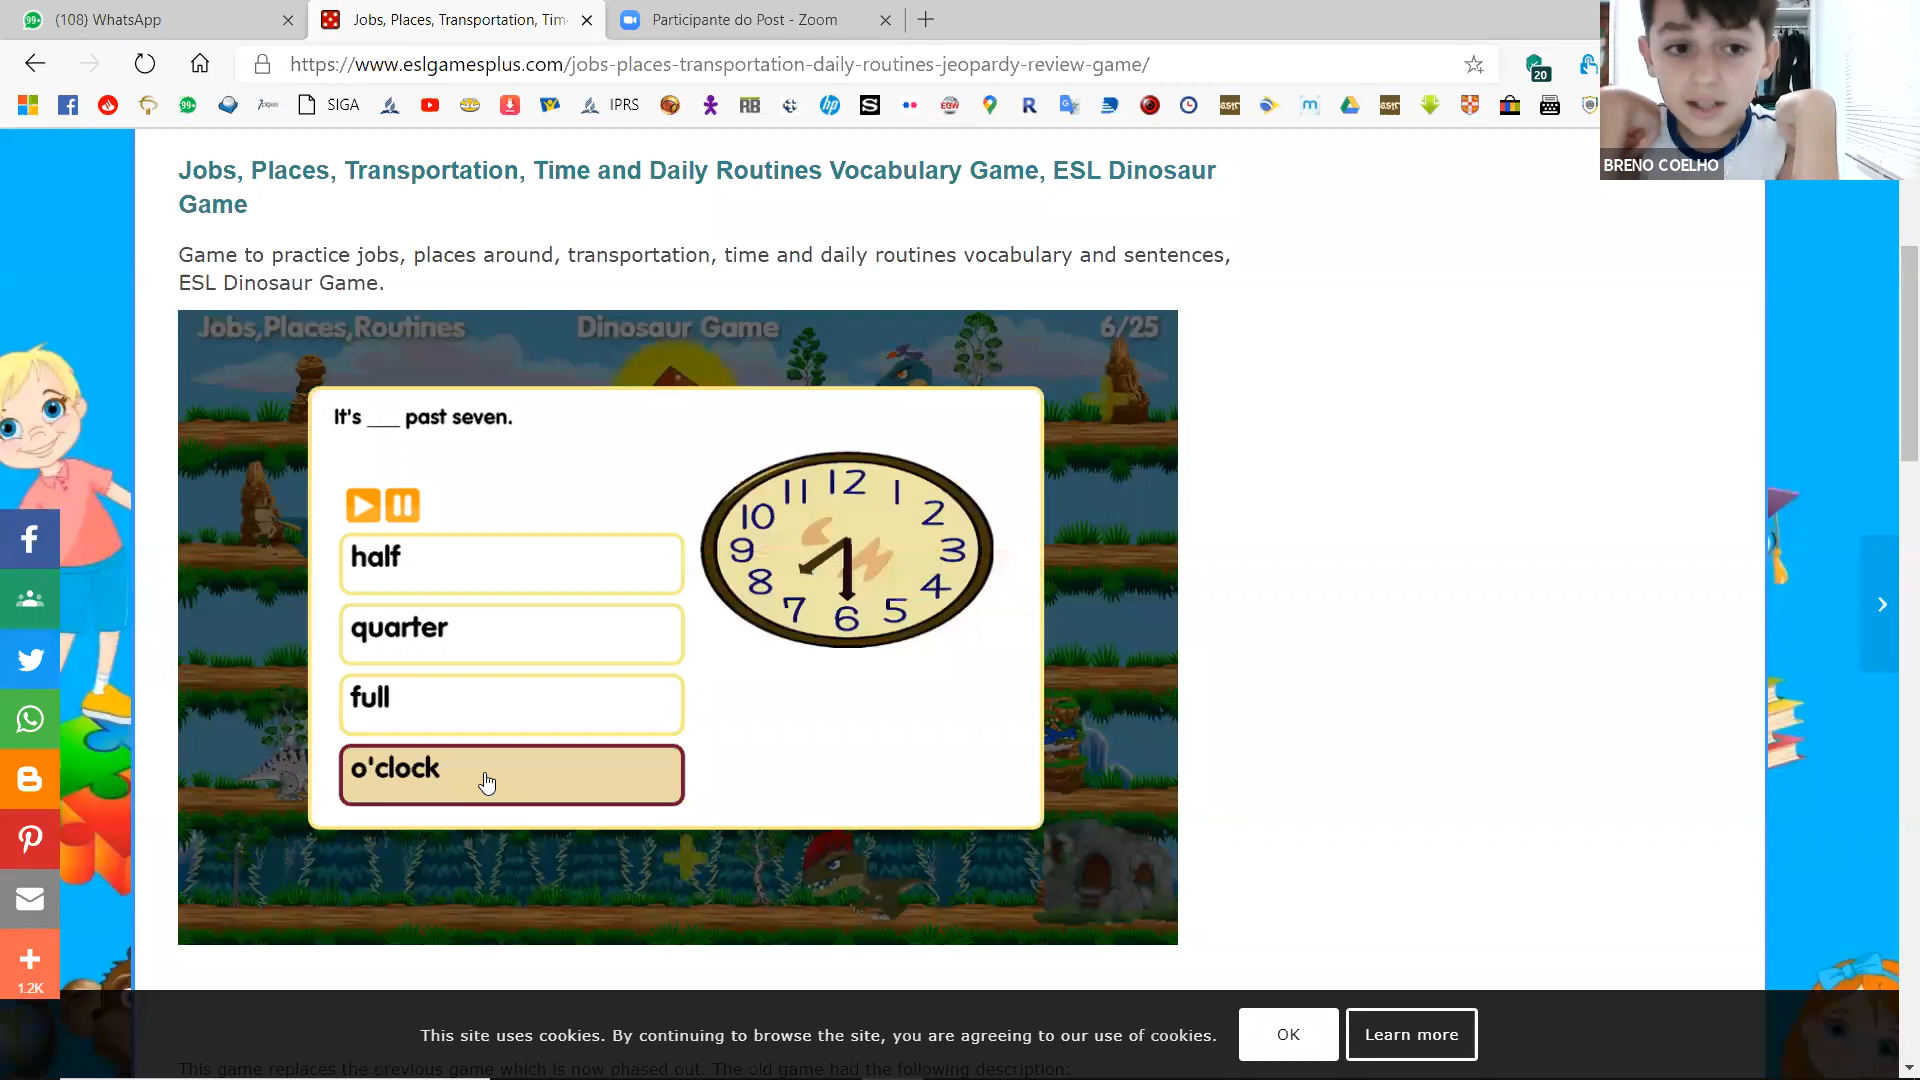 (108) WhatsApp
Jobs, Places, Transportation, Tim
Participante do Post - Zoom
https://www.eslgamesplus.com/jobs-places-transportation-daily-routines-jeopardy-review-game/
20
99+
SIGA
IPRS
RB
hp
S
EGW
R
m
BRENO COELHO
Jobs, Places, Transportation, Time and Daily Routines Vocabulary Game, ESL Dinosaur
Game
Game to practice jobs, places around, transportation, time and daily routines vocabulary and sentences,
ESL Dinosaur Game.
Jobs,Places,Routines
Dinosaur Game
6/25
It's ___ past seven.
half
quarter
full
o'clock
12
11
1
10
2
9
3
8
4
7
5
6
1.2K
This site uses cookies. By continuing to browse the site, you are agreeing to our use of cookies.
OK
Learn more
This game replaces the previous game which is now phased out. The old game had the following description: